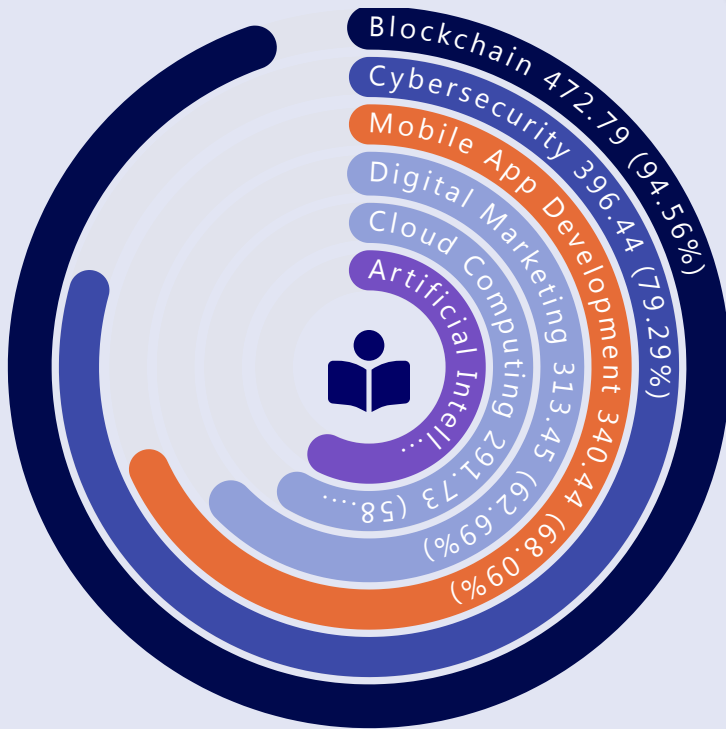 Blockchain 472.79 (94.56%)
Cybersecurity 396.44 (79.29%)
Mobile App Development 340.44 (68.09%)
Digital Marketing 313.45 (62.69%)
Cloud Computing 291.73 (58....
Artificial Intell...